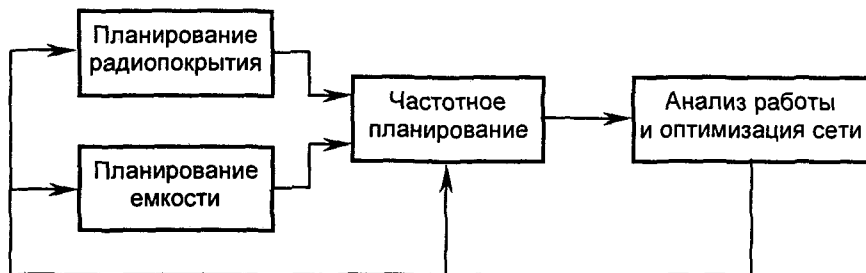 Планирование
радиопокрытия
Планирование
емкости
Частотное
планирование
Анализ работы
и оптимизация сети